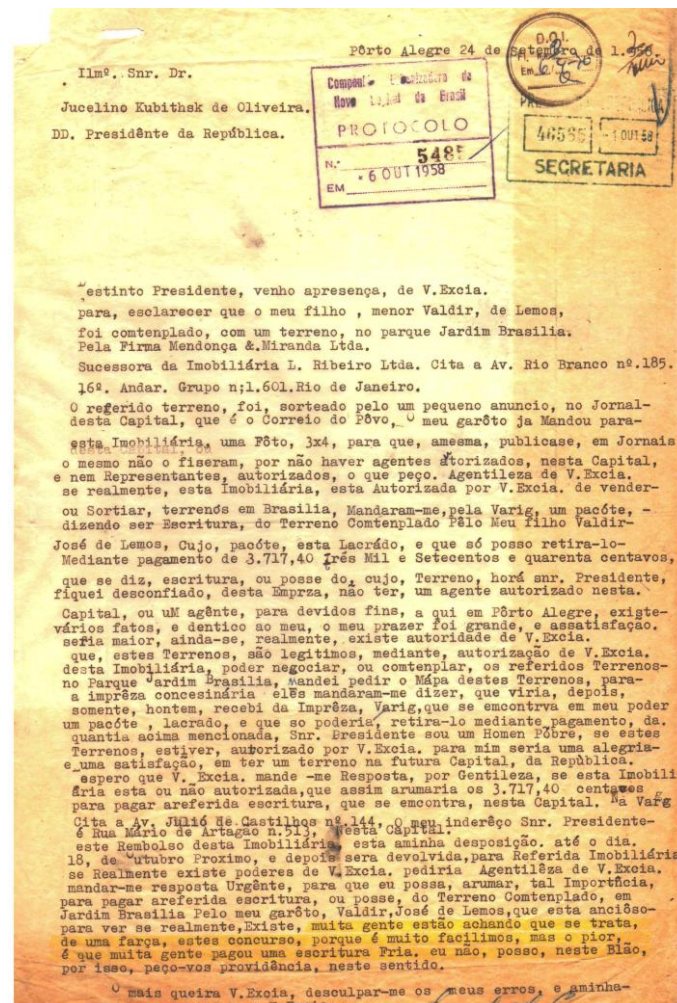 Pôrto Alegre 24 de Setembro de 1.958.
Ilmº. Snr. Dr.
Jucelino Kubithsk de Oliveira.
DD. Presidênte da República.
Novo
do Brasil
PROTOCOLO
N.º 5485
EM 6 OUT 1958
D.O.I.
Em
46565
-1 OUT 58
SECRETARIA
estinto Presidente, venho apresença, de V.Excia.
para, esclarecer que o meu filho , menor Valdir, de Lemos,
foi comtenplado, com um terreno, no parque Jardim Brasilia.
Pela Firma Mendonça &.Miranda Ltda.
Sucessora da Imobiliária L. Ribeiro Ltda. Cita a Av. Rio Branco nº.185.
16º. Andar. Grupo n;1.601.Rio de Janeiro.
O referido terreno, foi, sorteado pelo um pequeno anuncio, no Jornal-
desta Capital, que é o Correio do Pôvo, O meu garôto ja Mandou para-
esta Imobiliária, uma Fôto, 3x4, para que, amesma, publicase, em Jornais
o mesmo não o fiseram, por não haver agentes atorizados, nesta Capital,
e nem Representantes, autorizados, o que peço. Agentileza de V.Excia.
se realmente, esta Imobiliária, esta Autorizada por V.Excia. de vender-
ou Sortiar, terrenos em Brasilia, Mandaram-me,pela Varig, um pacóte, -
dizendo ser Escritura, do Terreno Comtenplado Pêlo Meu filho Valdir-
José de Lemos, Cujo, pacóte, esta Lacrádo, e que só posso retira-lo-
Mediante pagamento de 3.717,40 Três Mil e Setecentos e quarenta centavos,
que se diz, escritura, ou posse do, cujo, Terreno, horá snr. Presidente,
fiquei desconfiado, desta Emprza, não ter, um agente autorizado nesta.
Capital, ou uM agênte, para devidos fins, a qui em Pôrto Alegre, existe-
vários fatos, e dentico ao meu, o meu prazer foi grande, e assatisfaçao.
seria maior, ainda-se, realmente, existe autoridade de V.Excia.
que, estes Terrenos, são legitimos, mediante, autorização de V.Excia.
desta Imobiliária, poder negociar, ou comtenplar, os referidos Terrenos-
no Parque Jardim Brasilia, mandei pedir o Mápa destes Terrenos, para-
a imprêza concesinária eles mandaram-me dizer, que viria, depois,
somente, hontem, recebi da Imprêza, Varig,que se emcontrva em meu poder
um pacóte , lacrado, e que so poderia, retira-lo mediante pagamento, da.
quantia acima mencionada, Snr. Presidente sou um Homen Pôbre, se estes
Terrenos, estiver, autorizado por V.Excia. para mim seria uma alegria-
e uma satisfação, em ter um terreno na futura Capital, da República.
espero que V. Excia. mande -me Resposta, por Gentileza, se esta Imobili
ária esta ou não autorizada,que assim arumaria os 3.717,40 centavos
para pagar areferida escritura, que se emcontra, nesta Capital. Na Varg
Cita a Av. Julió de Castilhos nº.144, O meu inderêço Snr. Presidente-
é Rua Mário de Artagão n.513, Nesta Capital.
este Rembolso desta Imobiliária, esta aminha desposição. até o dia.
18, de Outubro Proximo, e depois sera devolvida,para Referida Imobiliária
se Realmente existe poderes de V.Excia. pediria Agentilêza de V.Excia.
mandar-me resposta Urgênte, para que eu possa, arumar, tal Importñcia,
para pagar areferida escritura, ou posse, do Terreno Comtenplado, em
Jardim Brasilia Pelo meu garôto, Valdir,José de Lemos,que esta anciôso-
para ver se realmente,Existe, muita gente estão achando que se trata,
de uma farça, estes concurso, porque é muito facilimos, mas o pior,
é que muita gente pagou uma escritura Fria. eu não, posso, neste Blão,
por isso, peço-vos providência, neste sentido.
O mais queira V.Excia, desculpar-me os meus erros, e aminha-